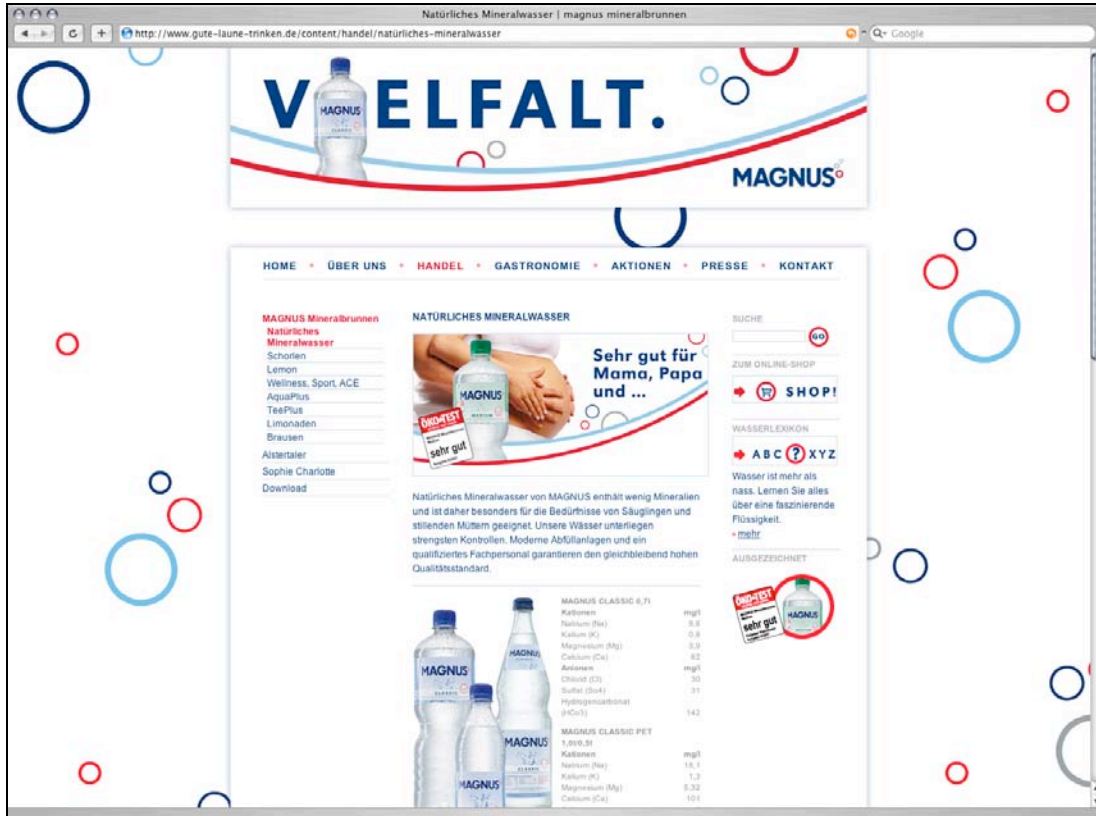 Natürliches Mineralwasser | magnus mineralbrunnen
http://www.gute-laune-trinken.de/content/handel/natürliches-mineralwasser
Google
V ELFALT.
MAGNUS
CLASSIC
MAGNUS
HOME • ÜBER UNS • HANDEL • GASTRONOMIE • AKTIONEN • PRESSE • KONTAKT
MAGNUS Mineralbrunnen
Natürliches
Mineralwasser
Schorlen
Lemon
Wellness, Sport, ACE
AquaPlus
TeePlus
Limonaden
Brausen
Alstertaler
Sophie Charlotte
Download
NATÜRLICHES MINERALWASSER
Sehr gut für
Mama, Papa
und ...
MAGNUS
MEDIUM
ÖKO-TEST
sehr gut
Natürliches Mineralwasser von MAGNUS enthält wenig Mineralien
und ist daher besonders für die Bedürfnisse von Säuglingen und
stillenden Müttern geeignet. Unsere Wässer unterliegen
strengsten Kontrollen. Moderne Abfüllanlagen und ein
qualifiziertes Fachpersonal garantieren den gleichbleibend hohen
Qualitätsstandard.
MAGNUS
CLASSIC
MAGNUS
MAGNUS
MAGNUS
MAGNUS CLASSIC 0,7l
Kationen mg/l
Natrium (Na)
Kalium (K)
Magnesium (Mg)
Calcium (Ca)
Anionen mg/l
Chlorid (Cl) 30
Sulfat (So4) 31
Hydrogencarbonat
(HCo3) 142
MAGNUS CLASSIC PET
1,0l/0,5l
Kationen mg/l
Natrium (Na)
Kalium (K) 1,3
Magnesium (Mg)
Calcium (Ca) 101
SUCHE
GO
ZUM ONLINE-SHOP
SHOP!
WASSERLEXIKON
ABC ? XYZ
Wasser ist mehr als
nass. Lernen Sie alles
über eine faszinierende
Flüssigkeit.
mehr
AUSGEZEICHNET
ÖKO-TEST
sehr gut
MAGNUS